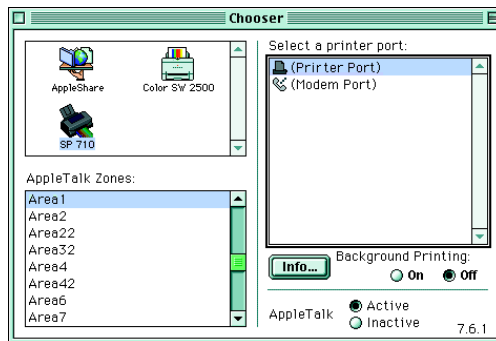 Chooser
AppleShare
Color SW 2500
SP 710
AppleTalk Zones:
Area1
Area2
Area22
Area32
Area4
Area42
Area6
Area7
Select a printer port:
(Prirter Port)
(Modem Port)
Info...
Background Printing:
On Off
AppleTalk
Active
Inactive
7.6.1